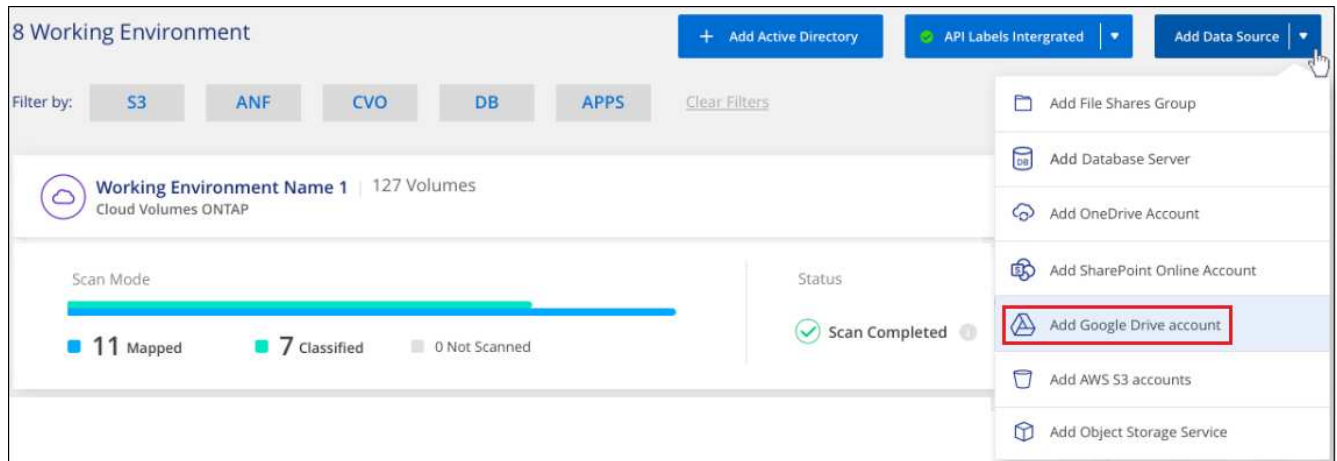 8 Working Environment
+ Add Active Directory
API Labels Intergrated
Add Data Source
Filter by:
S3
ANF
CVO
DB
APPS
Clear Filters
Add File Shares Group
DB
Add Database Server
Add OneDrive Account
S
Add SharePoint Online Account
Add Google Drive account
Add AWS S3 accounts
Add Object Storage Service
Working Environment Name 1 | 127 Volumes
Cloud Volumes ONTAP
Scan Mode
11 Mapped
7 Classified
0 Not Scanned
Status
Scan Completed